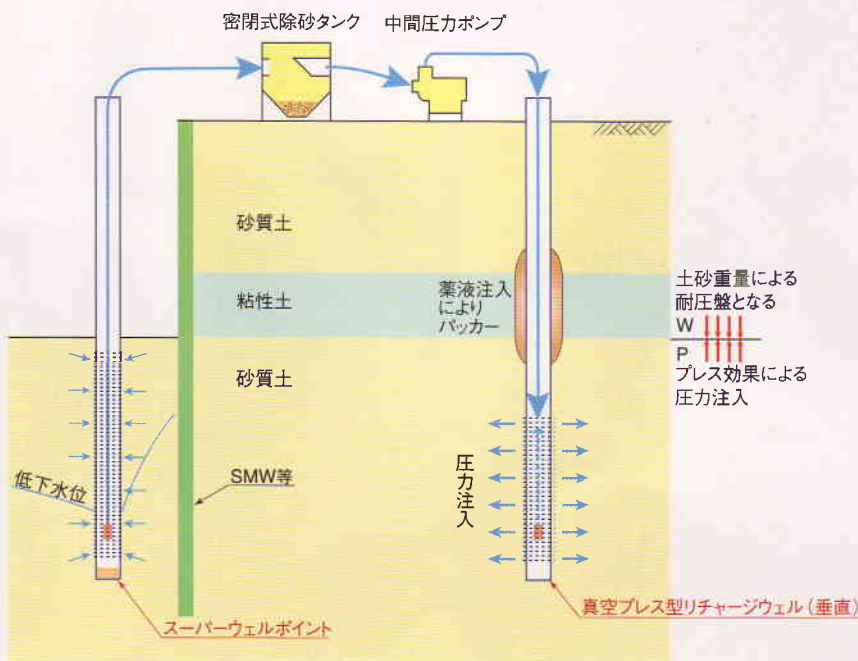 密閉式除砂タンク
中間圧力ポンプ
砂質土
粘性土
薬液注入
により
パッカー
土砂重量による
耐圧盤となる
W
P
プレス効果による
圧力注入
砂質土
低下水位
SMW等
圧力注入
スーパーウェルポイント
真空プレス型リチャージウェル(垂直)